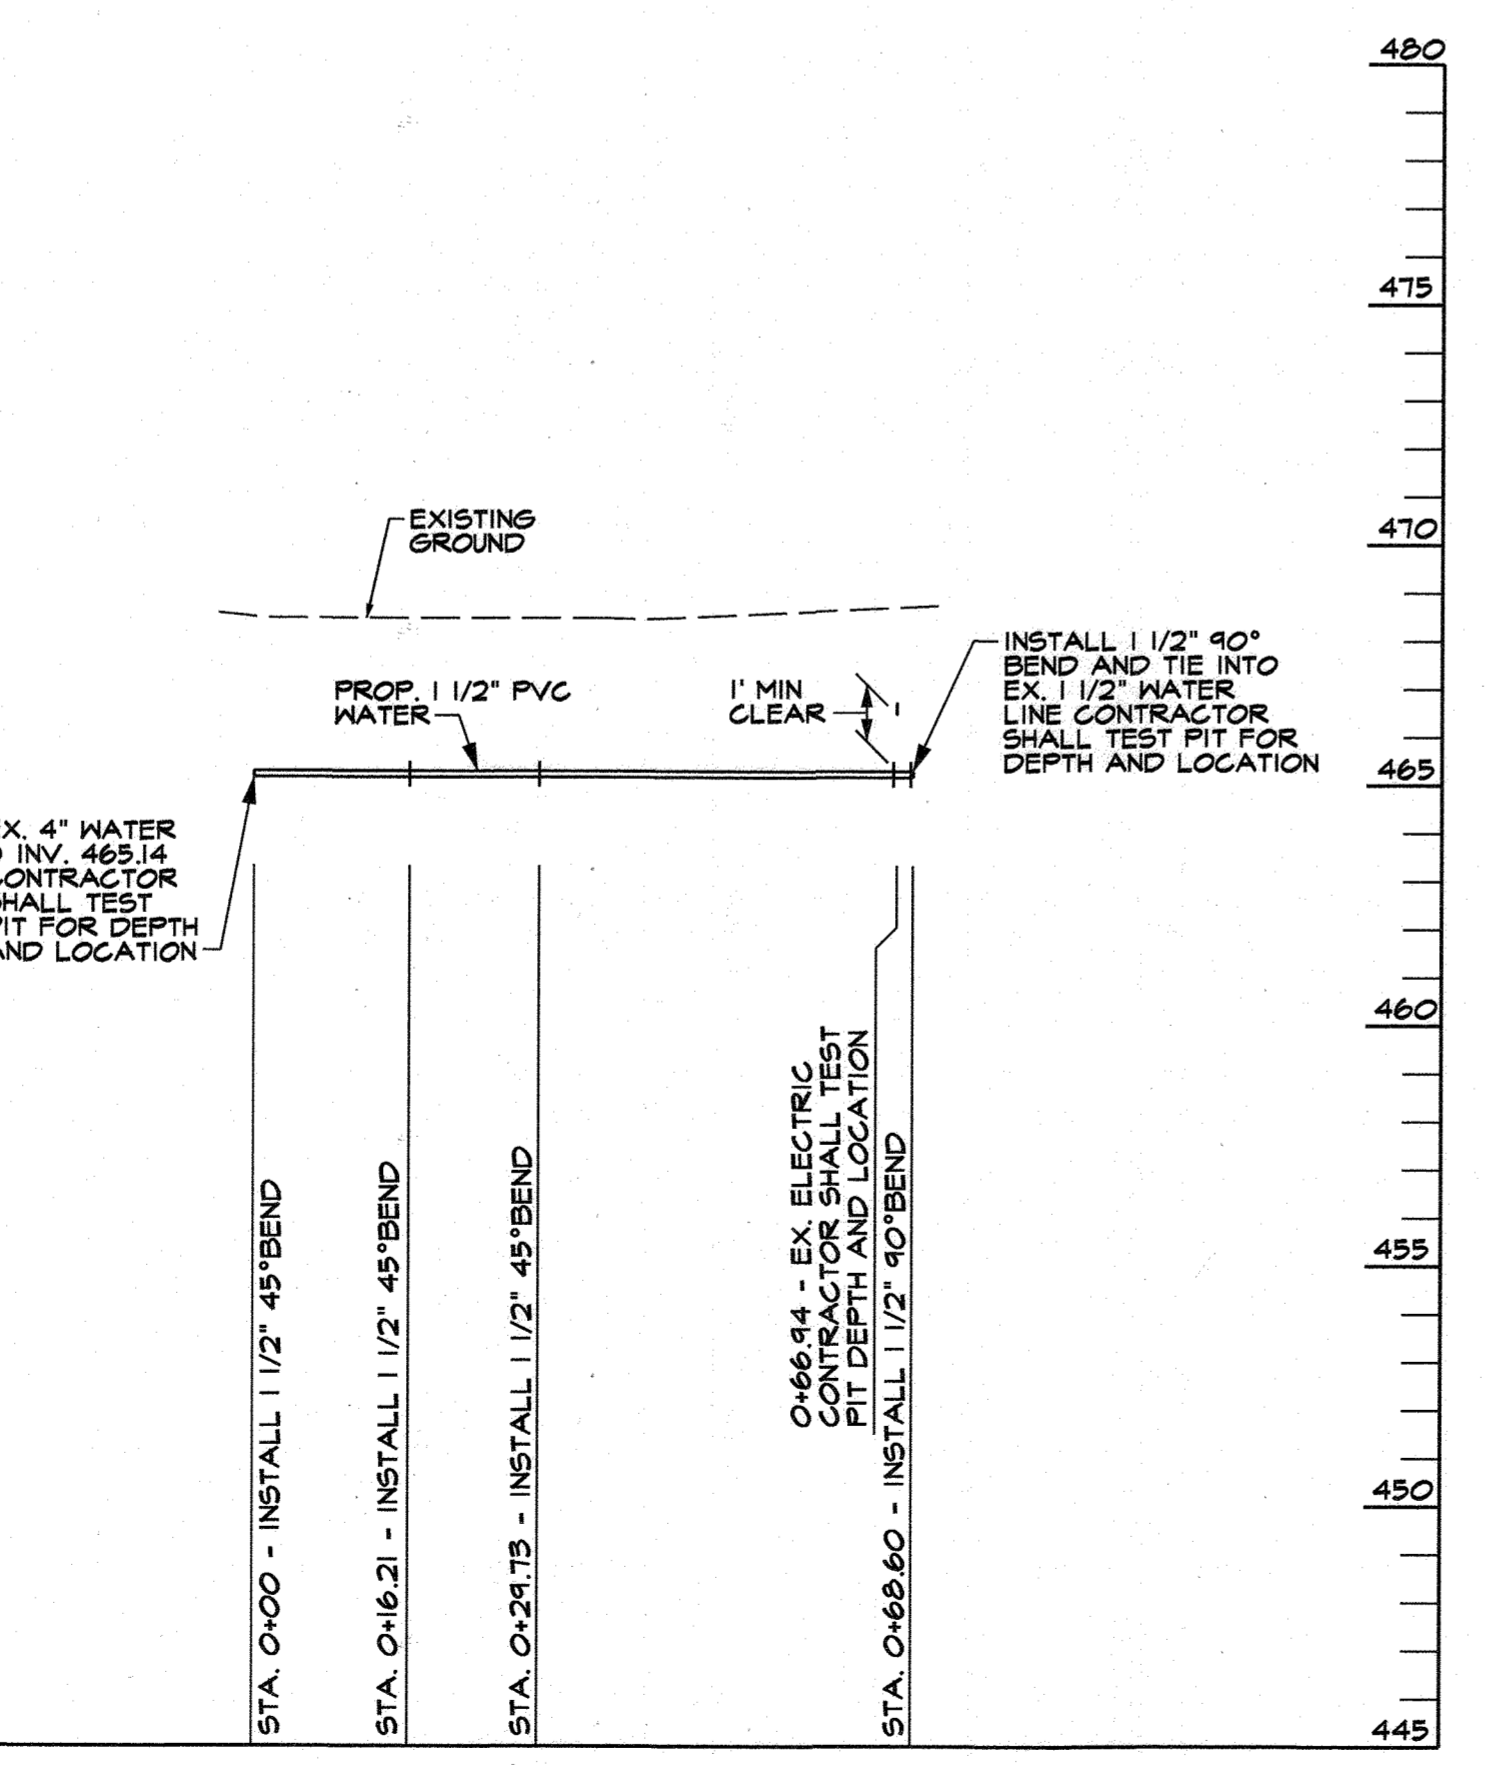 480
475
470
465
460
455
450
445
EXISTING
GROUND
PROP. 1 1/2" PVC
WATER
1' MIN
CLEAR
INSTALL 1 1/2" 90°
BEND AND TIE INTO
EX. 1 1/2" WATER
LINE CONTRACTOR
SHALL TEST PIT FOR
DEPTH AND LOCATION
X. 4" WATER
INV. 465.14
ONTRACTOR
HALL TEST
PIT FOR DEPTH
AND LOCATION
STA. 0+00 - INSTALL 1 1/2" 45°BEND
STA. 0+16.21 - INSTALL 1 1/2" 45°BEND
STA. 0+29.73 - INSTALL 1 1/2" 45°BEND
0+66.94 - EX. ELECTRIC
CONTRACTOR SHALL TEST
PIT DEPTH AND LOCATION
STA. 0+68.60 - INSTALL 1 1/2" 90°BEND